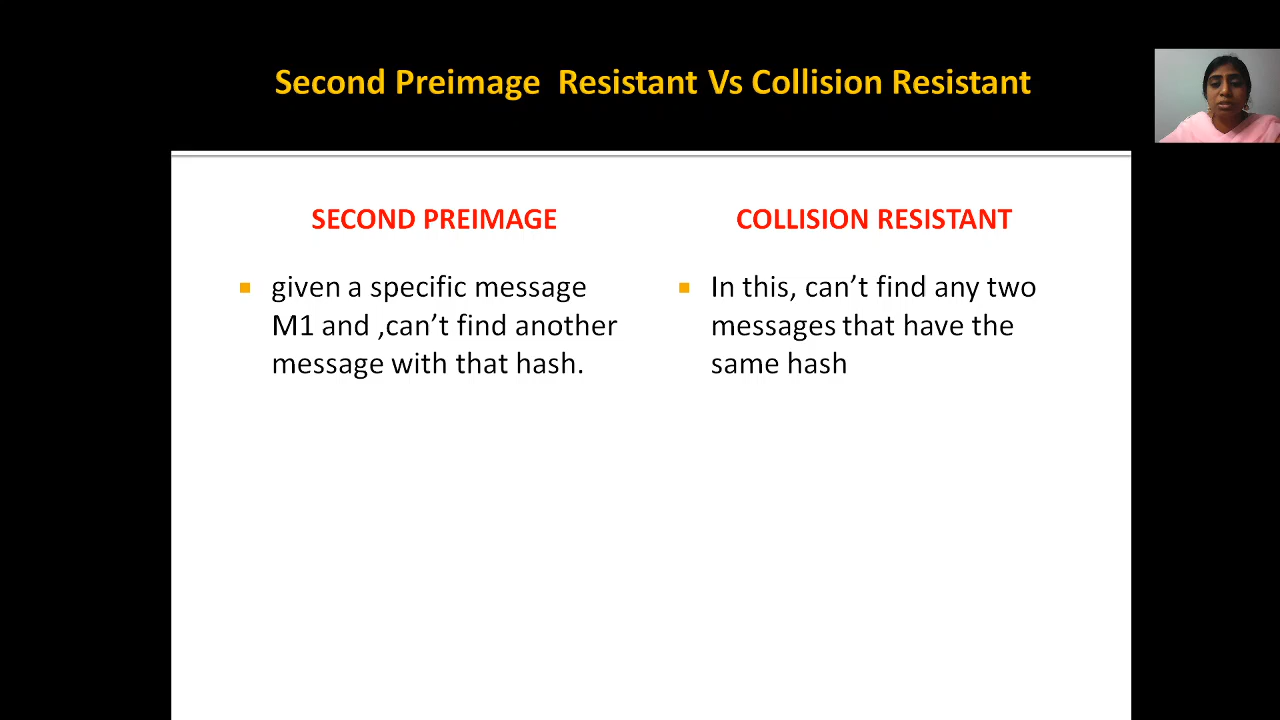 Second Preimage Resistant Vs Collision Resistant
SECOND PREIMAGE
given a specific message
M1 and ,can't find another
message with that hash.
COLLISION RESISTANT
In this, can't find any two
messages that have the
same hash